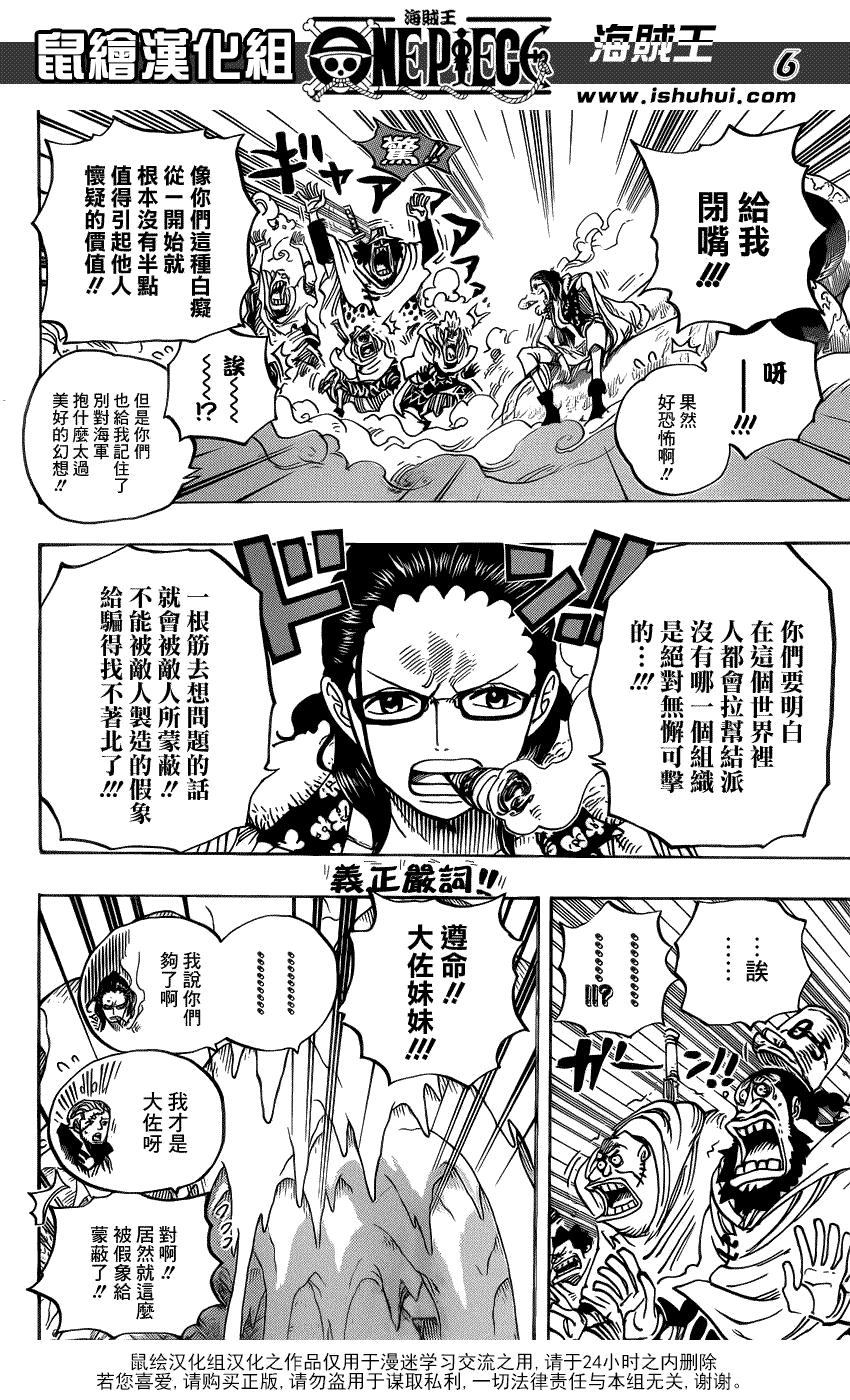 鼠繪漢化組
海賊王
ONE PIECE
海賊王
6
www.ishuhui.com
給我
閉嘴!!!
驚!!
ギャアアアア
像你們這種白癡
從一開始就
根本沒有半點
值得引起他人
懷疑的價值!!
呀
——!!!
果然
好恐怖啊!!
誒
~~~~
~~~~!?
但是你們
也給我記住了
別對海軍
抱什麼太過
美好的幻想!!
你們要明白
在這個世界裡
人都會拉幫結派
沒有哪一個組織
是絕對無懈可擊
的…!!!
ドン!!
一根筋去想問題的話
就會被敵人所蒙蔽!!
不能被敵人製造的假象
給騙得找不著北了!!!
義正嚴詞!!
…誒
……
………
………!!?
ガーーン!!
遵命!!
大佐妹妹!!!
………
………
我說你們
夠了啊
我才是
大佐呀
對啊!!
居然就這麼
被假象給
蒙蔽了!!
鼠绘汉化组汉化之作品仅用于漫迷学习交流之用, 请于24小时之内删除
若您喜爱, 请购买正版, 请勿盗用于谋取私利, 一切法律责任与本组无关, 谢谢。